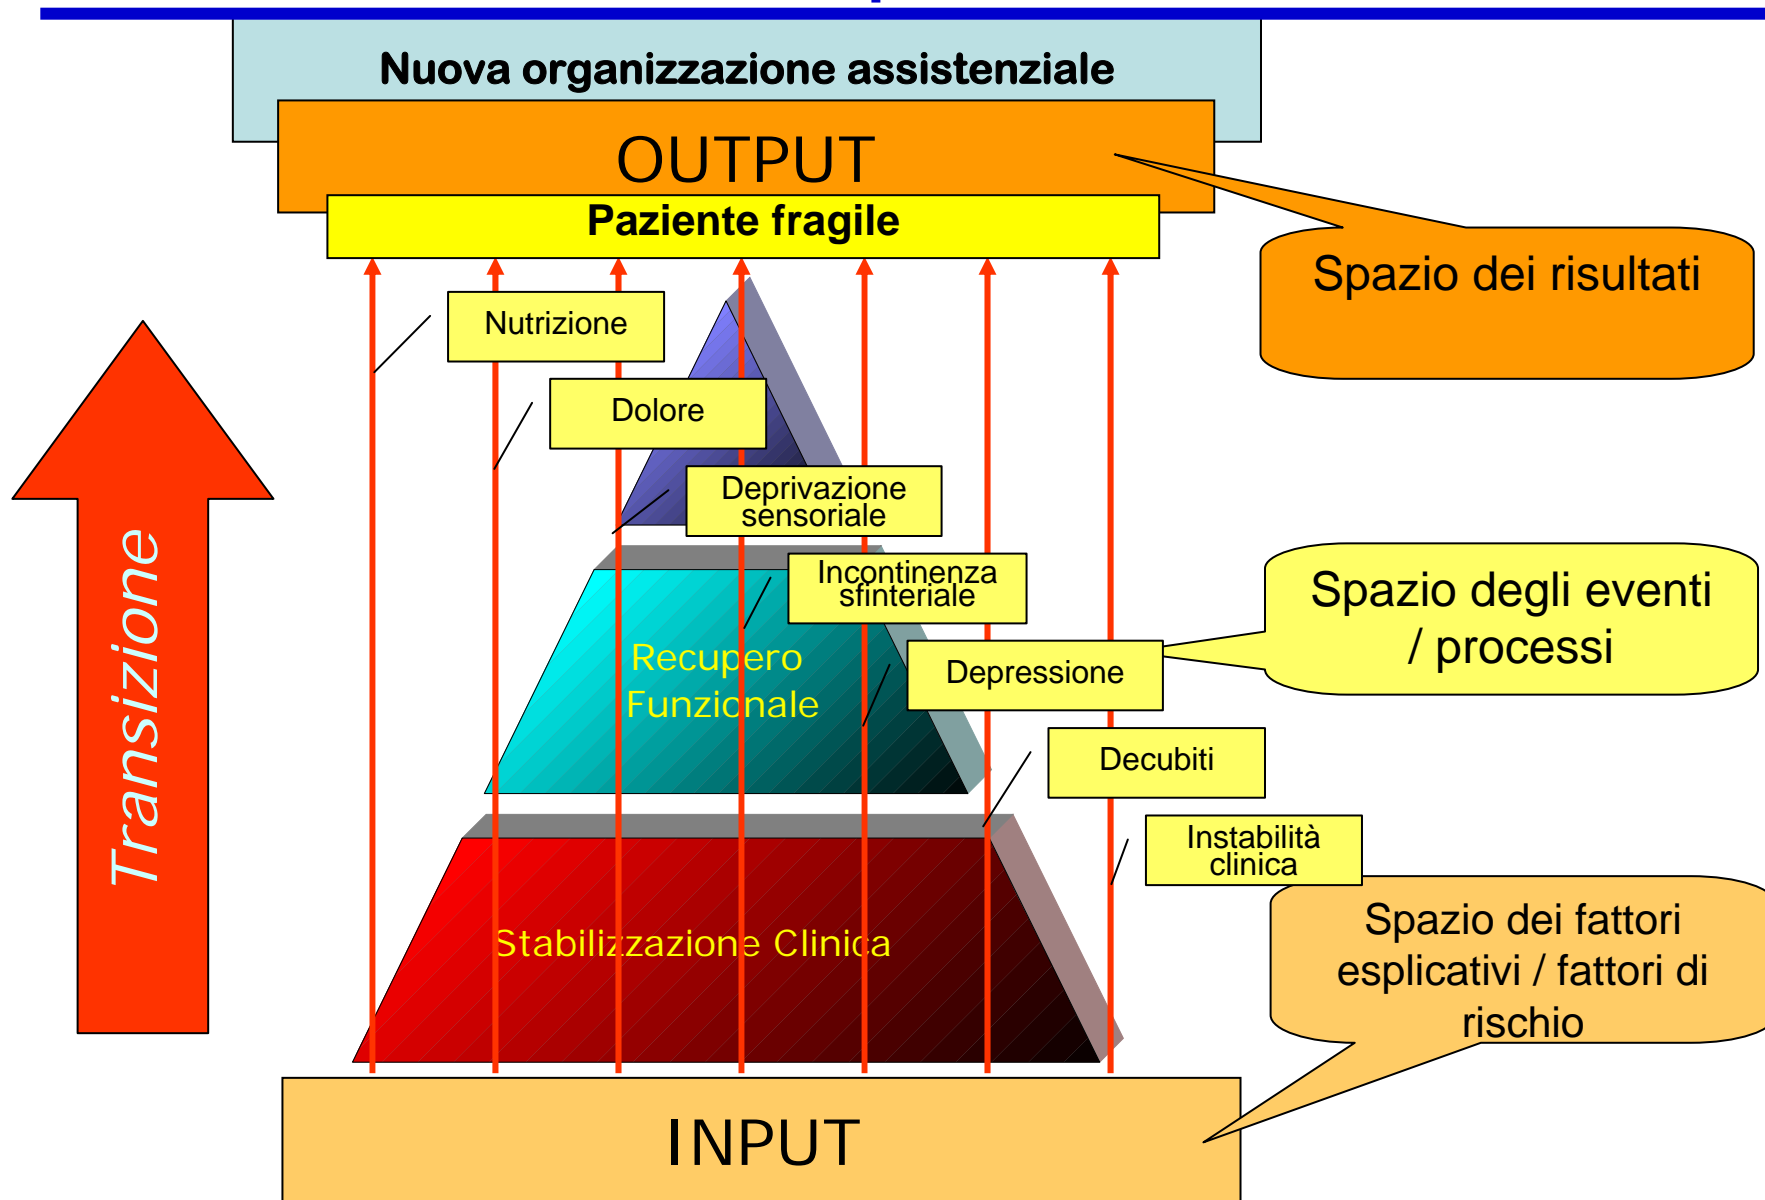 Nuova organizzazione assistenziale
OUTPUT
Paziente fragile
Spazio dei risultati
Nutrizione
Dolore
Deprivazione
sensoriale
Incontinenza
sfinteriale
Spazio degli eventi
/ processi
Recupero
Funzionale
Depressione
Transizione
Decubiti
Instabilità
clinica
Stabilizzazione Clinica
Spazio dei fattori
esplicativi / fattori di
rischio
INPUT